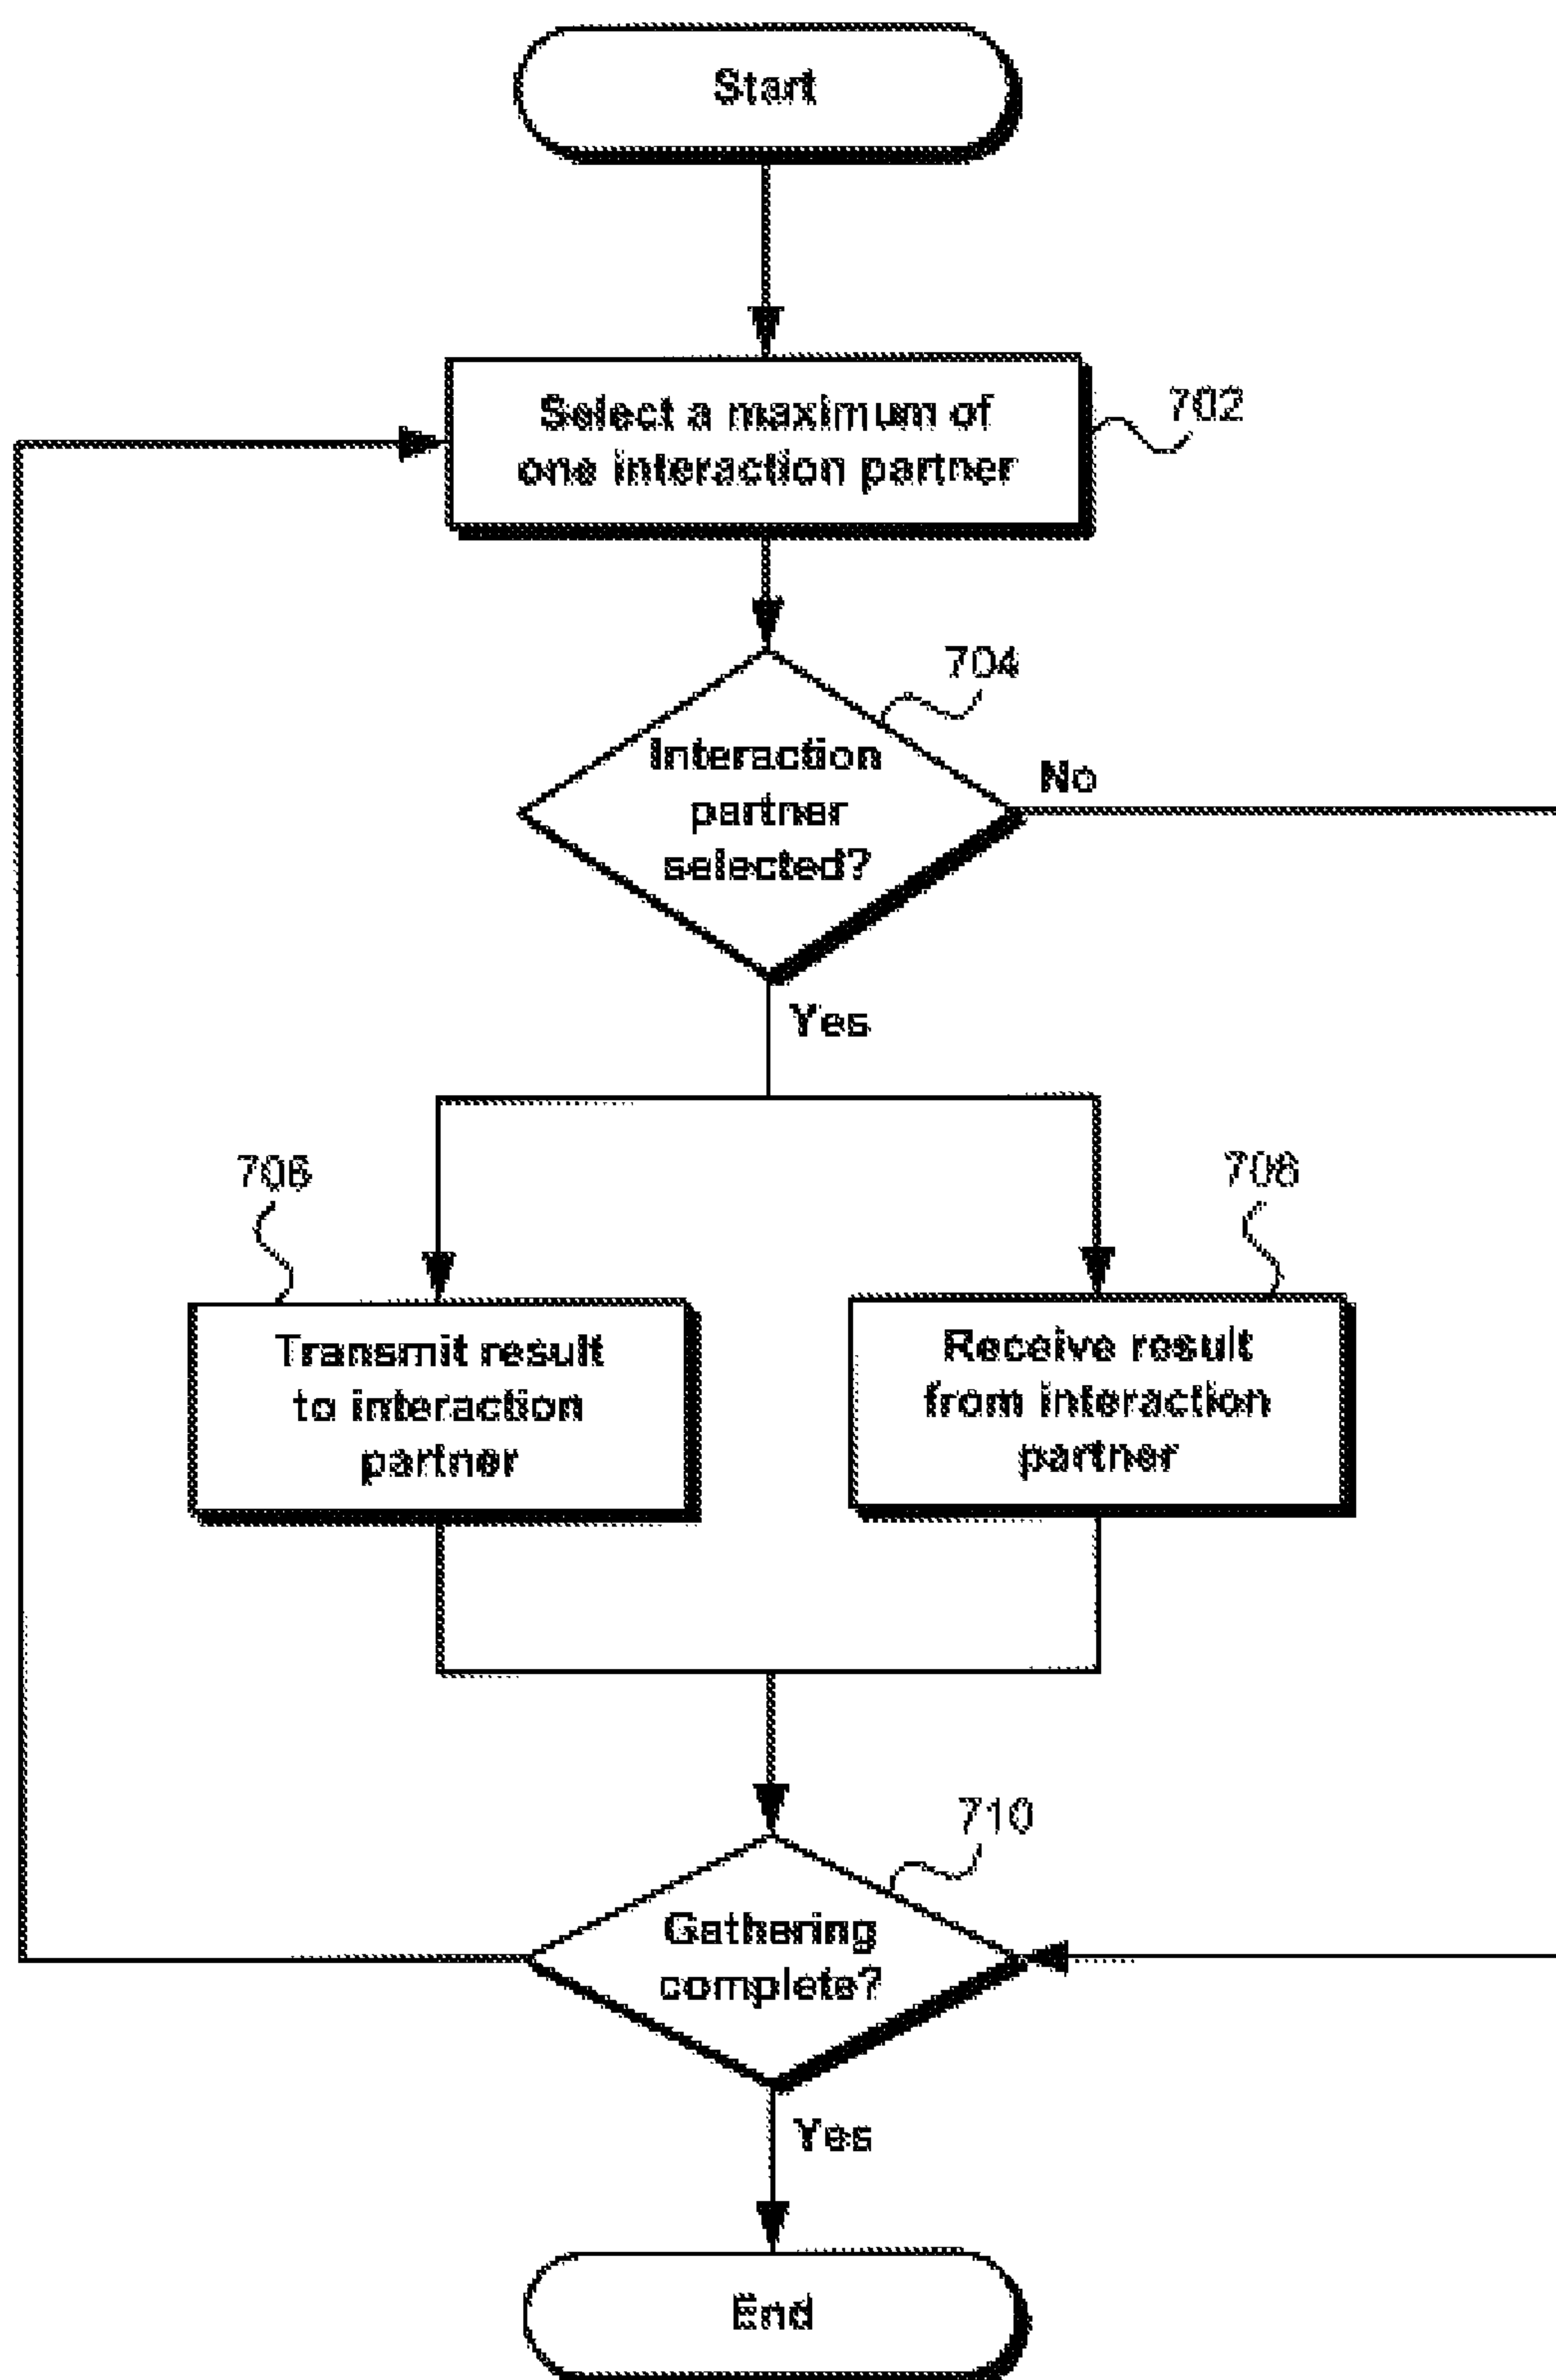 Start
Select a maximum of
one interaction partner
702
704
Interaction
partner
selected?
No
Yes
706
708
Transmit result
to interaction
partner
Receive result
from interaction
partner
710
Gathering
complete?
Yes
End